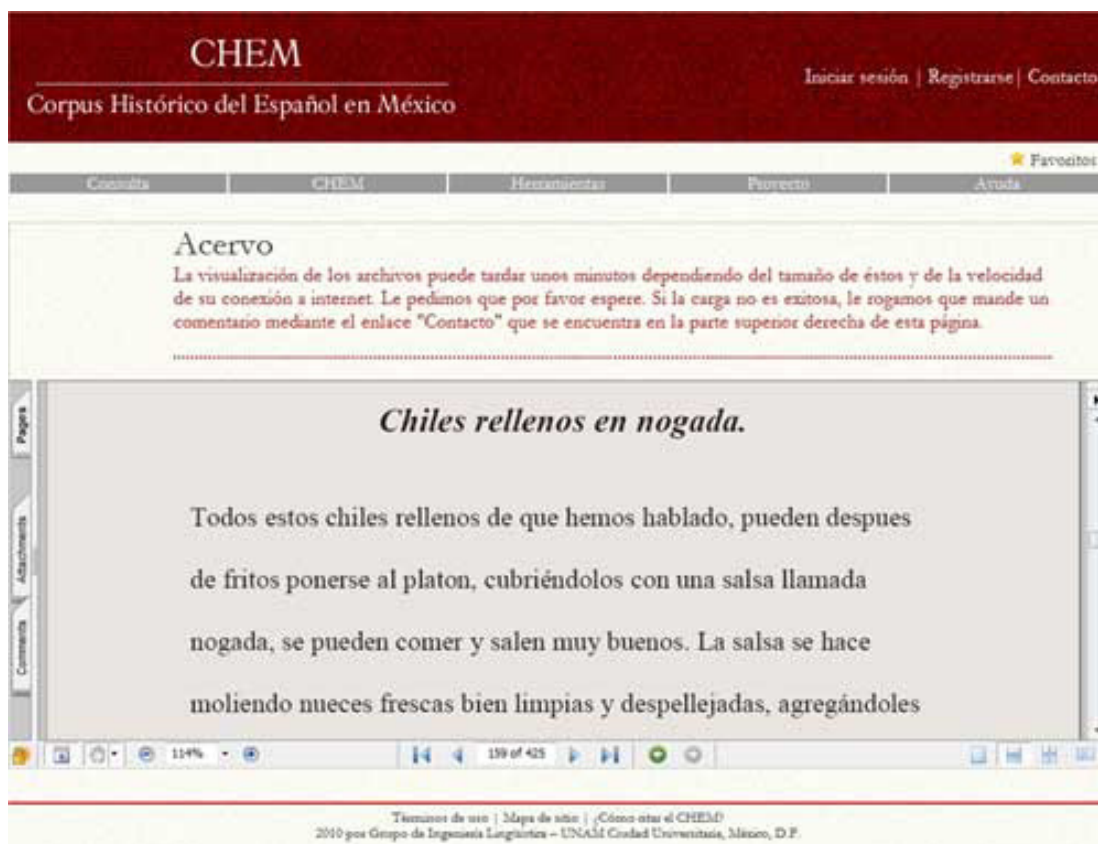 CHEM
Corpus Histórico del Español en México
Iniciar sesión | Registrarse | Contacto
Favoritos
Consulta CHEM Herramientas Proyecto Ayuda
Acervo
La visualización de los archivos puede tardar unos minutos dependiendo del tamaño de éstos y de la velocidad
de su conexión a internet. Le pedimos que por favor espere. Si la carga no es exitosa, le rogamos que mande un
comentario mediante el enlace "Contacto" que se encuentra en la parte superior derecha de esta página.
Pages
Attachments
Comments
Chiles rellenos en nogada.
Todos estos chiles rellenos de que hemos hablado, pueden despues
de fritos ponerse al platon, cubriéndolos con una salsa llamada
nogada, se pueden comer y salen muy buenos. La salsa se hace
moliendo nueces frescas bien limpias y despellejadas, agregándoles
114% 159 of 425
Términos de uso | Mapa de sitio | ¿Cómo citar el CHEM?
2010 por Grupo de Ingeniería Lingüística – UNAM Ciudad Universitaria, México, D.F.